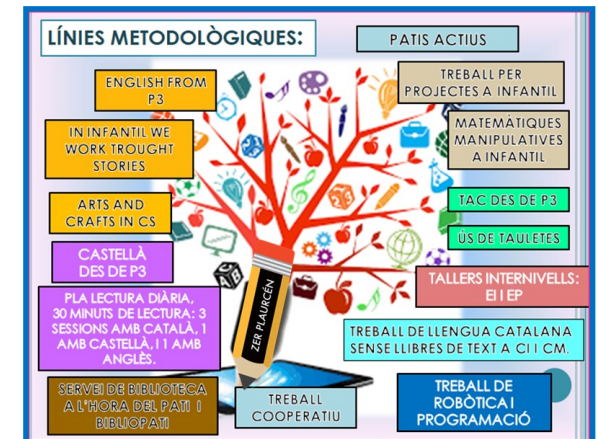 LÍNIES METODOLÒGIQUES:
PATIS ACTIUS
ENGLISH FROM
P3
TREBALL PER
PROJECTES A INFANTIL
IN INFANTIL WE
WORK TROUGHT
STORIES
MATEMÀTIQUES
MANIPULATIVES
A INFANTIL
ARTS AND
CRAFTS IN CS
TAC DES DE P3
ÚS DE TAULETES
CASTELLÀ
DES DE P3
TALLERS INTERNIVELLS:
EI I EP
PLA LECTURA DIÀRIA,
30 MINUTS DE LECTURA: 3
SESSIONS AMB CATALÀ, 1
AMB CASTELLÀ, I 1 AMB
ANGLÈS.
ZER PLAURCÉN
TREBALL DE LLENGUA CATALANA
SENSE LLIBRES DE TEXT A CI I CM.
SERVEI DE BIBLIOTECA
A L'HORA DEL PATI I
BIBLIOPATI
TREBALL
COOPERATIU
TREBALL DE
ROBÒTICA I
PROGRAMACIÓ